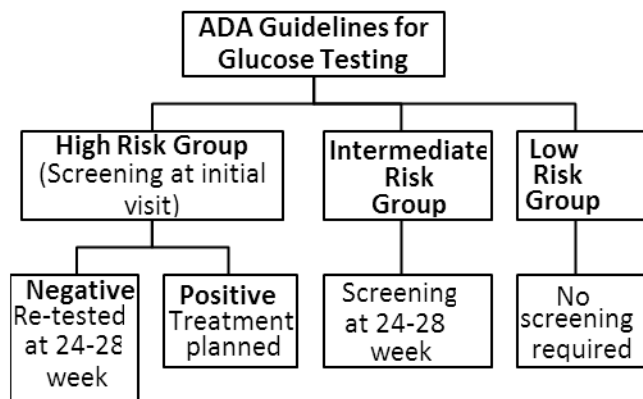 ADA Guidelines for
Glucose Testing
High Risk Group
(Screening at initial
visit)
Intermediate
Risk
Group
Low
Risk
Group
Negative
Re-tested
at 24-28
week
Positive
Treatment
planned
Screening
at 24-28
week
No
screening
required